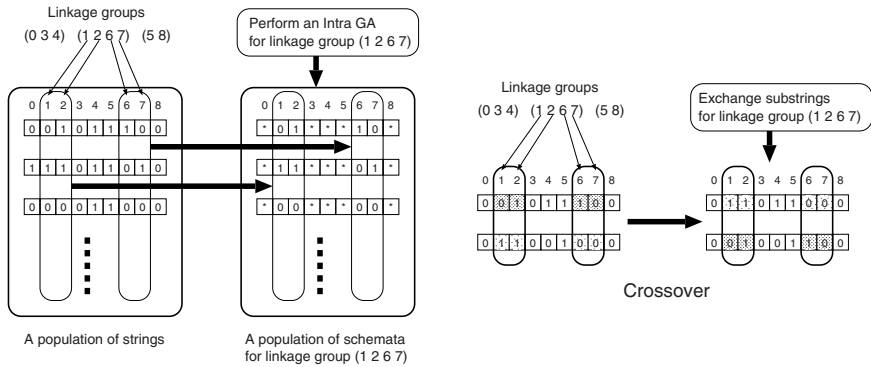 Linkage groups
(0 3 4) (1 2 6 7) (5 8)
0 1 2 3 4 5 6 7 8
0 0 1 0 1 1 1 0 0
1 1 1 0 1 1 0 1 0
0 0 0 0 1 1 0 0 0
A population of strings
Perform an Intra GA
for linkage group (1 2 6 7)
0 1 2 3 4 5 6 7 8
* 0 1 * * * 1 0 *
* 1 1 * * * 0 1 *
* 0 0 * * * 0 0 *
A population of schemata
for linkage group (1 2 6 7)
Linkage groups
(0 3 4) (1 2 6 7) (5 8)
0 1 2 3 4 5 6 7 8
0 0 1 0 1 1 1 0 0
0 1 1 0 0 1 0 0 0
Exchange substrings
for linkage group (1 2 6 7)
0 1 2 3 4 5 6 7 8
0 1 1 0 1 1 0 0 0
0 0 1 0 0 1 1 0 0
Crossover